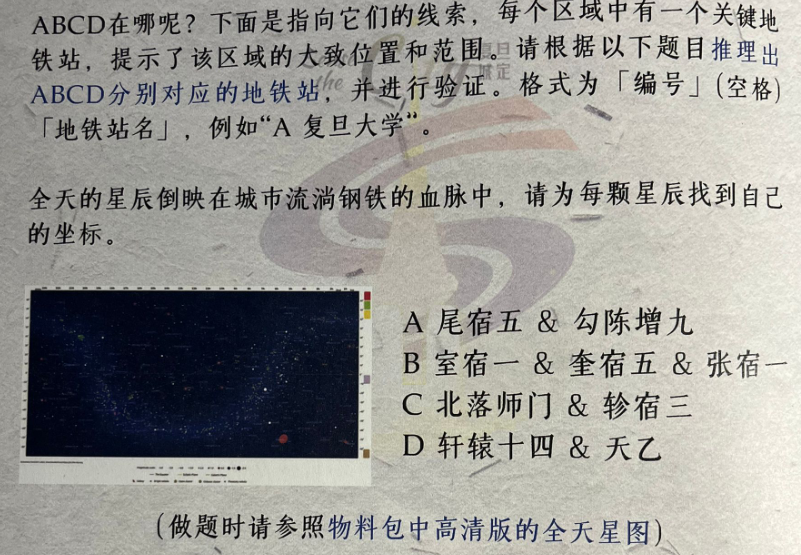 ABCD在哪呢？下面是指向它们的线索，每个区域中有一个关键地
铁站，提示了该区域的大致位置和范围。请根据以下题目推理出
ABCD分别对应的地铁站，并进行验证。格式为「编号」(空格)
「地铁站名」，例如“A 复旦大学”。
全天的星辰倒映在城市流淌钢铁的血脉中，请为每颗星辰找到自己
的坐标。
A 尾宿五 & 勾陈增九
B 室宿一 & 奎宿五 & 张宿一
C 北落师门 & 轸宿三
D 轩辕十四 & 天乙
(做题时请参照物料包中高清版的全天星图)